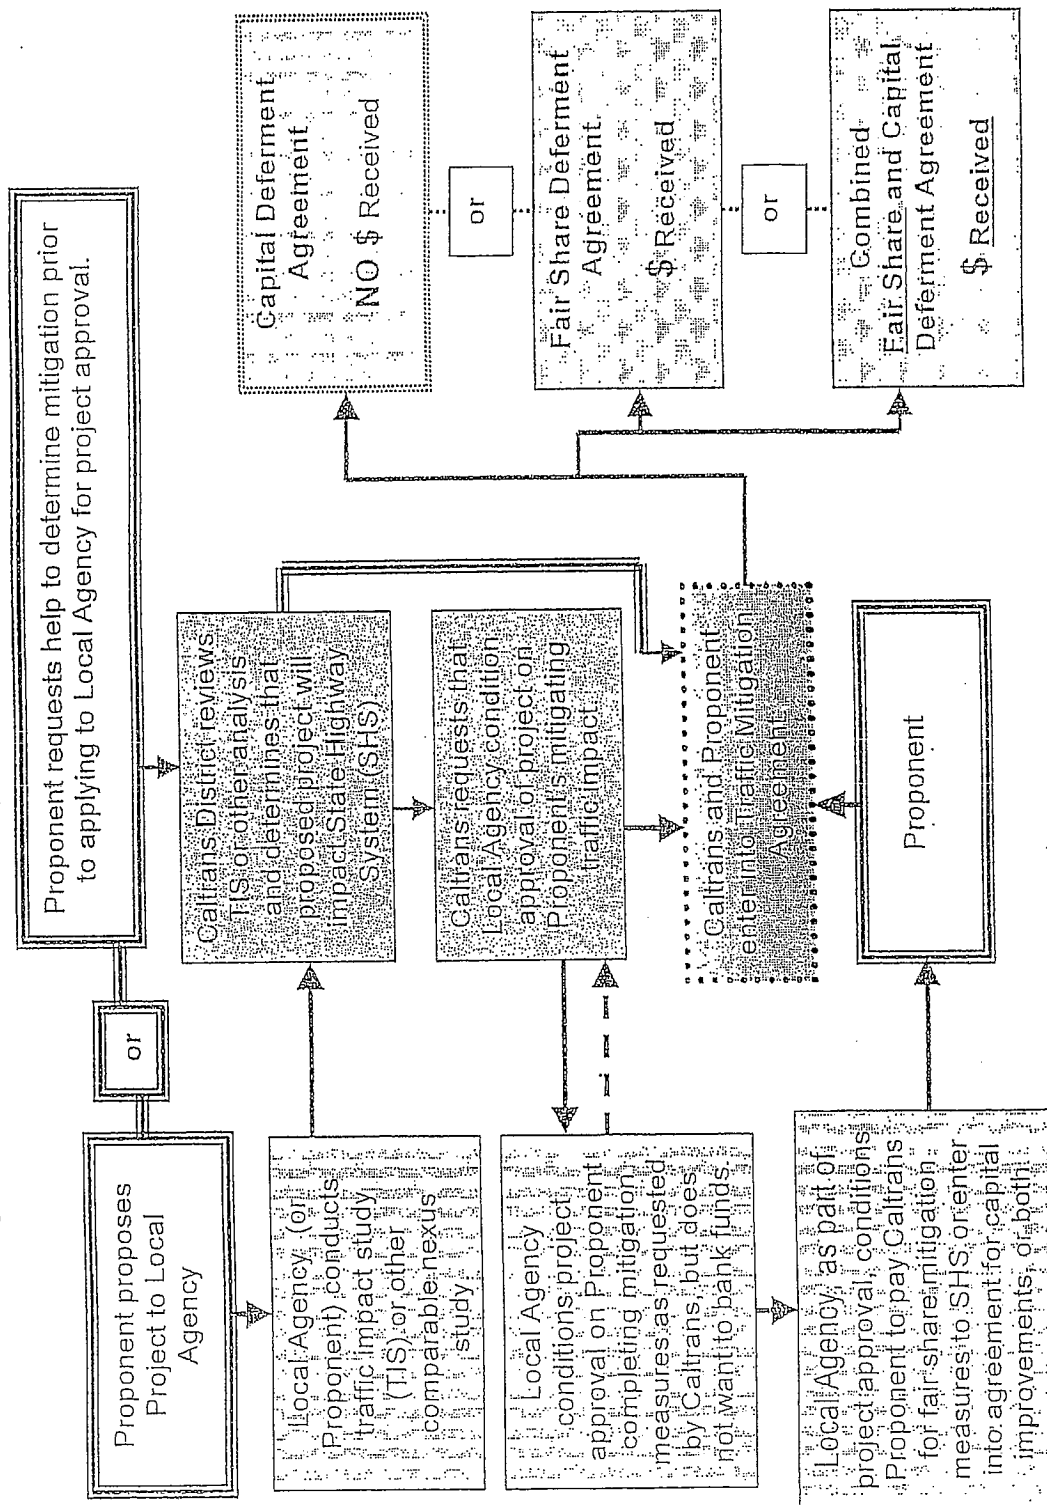 Proponent proposes
Project to Local
Agency
or
Proponent requests help to determine mitigation prior
to applying to Local Agency for project approval.
Local Agency (or
Proponent) conducts
traffic impact study
(TIS) or other
comparable nexus
study.
Caltrans District reviews
TIS or other analysis
and determines that
proposed project will
impact State Highway
System (SHS)
Local Agency
conditions project
approval on Proponent
completing mitigation
measures as requested
by Caltrans, but does
not want to bank funds.
Caltrans requests that
Local Agency condition
approval of project on
Proponent's mitigating
traffic impact
Local Agency, as part of
project approval, conditions
Proponent to pay Caltrans
for fair share mitigation
measures to SHS, or enter
into agreement for capital
improvements, or both.
Proponent
Caltrans and Proponent
enter into Traffic Mitigation
Agreement
Capital Deferment
Agreement
NO $ Received
or
Fair Share Deferment
Agreement
$ Received
or
Combined
Fair Share and Capital
Deferment Agreement
$ Received